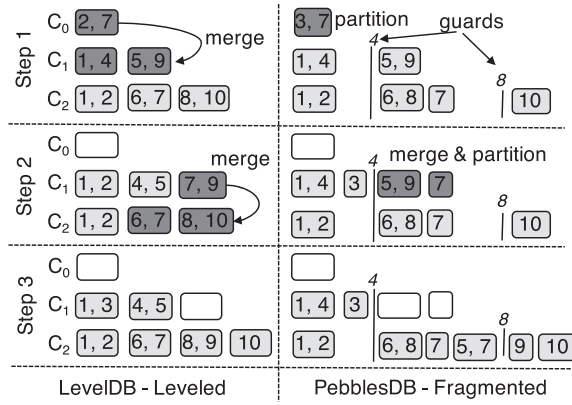 Step 1
C0 2, 7 merge 3, 7 partition guards
4
C1 1, 4 5, 9 1, 4 5, 9
8
C2 1, 2 6, 7 8, 10 1, 2 6, 8 7 10
Step 2
C0 merge merge & partition
4
C1 1, 2 4, 5 7, 9 1, 4 3 5, 9 7
8
C2 1, 2 6, 7 8, 10 1, 2 6, 8 7 10
Step 3
C0
4
C1 1, 3 4, 5 1, 4 3
8
C2 1, 2 6, 7 8, 9 10 1, 2 6, 8 7 5, 7 9 10
LevelDB - Leveled PebblesDB - Fragmented